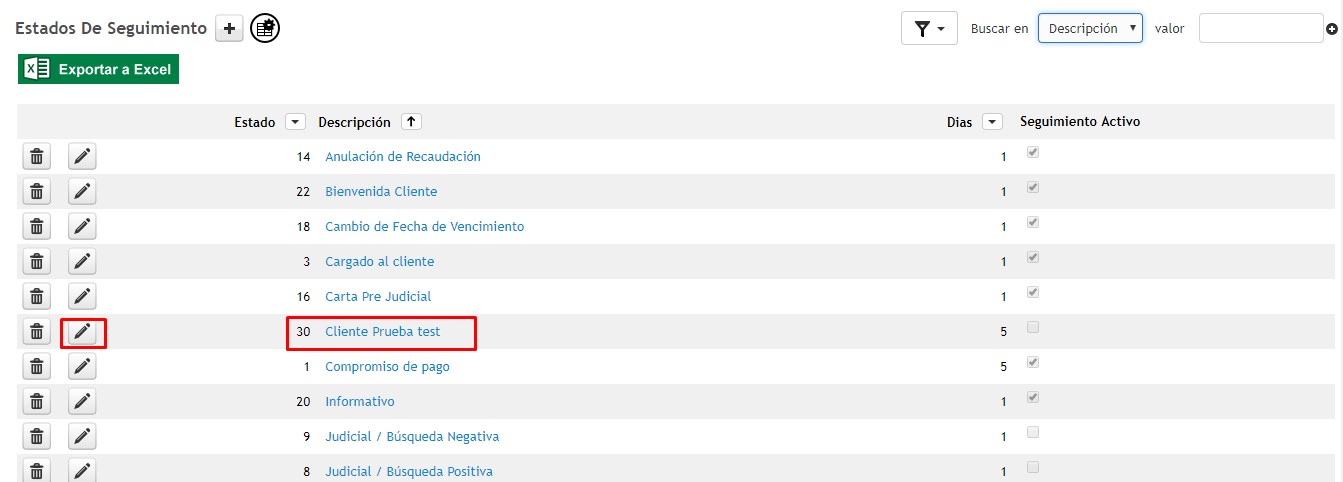 Estados De Seguimiento
Buscar en Descripción valor
Exportar a Excel
Estado Descripción Dias Seguimiento Activo
14 Anulación de Recaudación 1
22 Bienvenida Cliente 1
18 Cambio de Fecha de Vencimiento 1
3 Cargado al cliente 1
16 Carta Pre Judicial 1
30 Cliente Prueba test 5
1 Compromiso de pago 5
20 Informativo 1
9 Judicial / Búsqueda Negativa 1
8 Judicial / Búsqueda Positiva 1